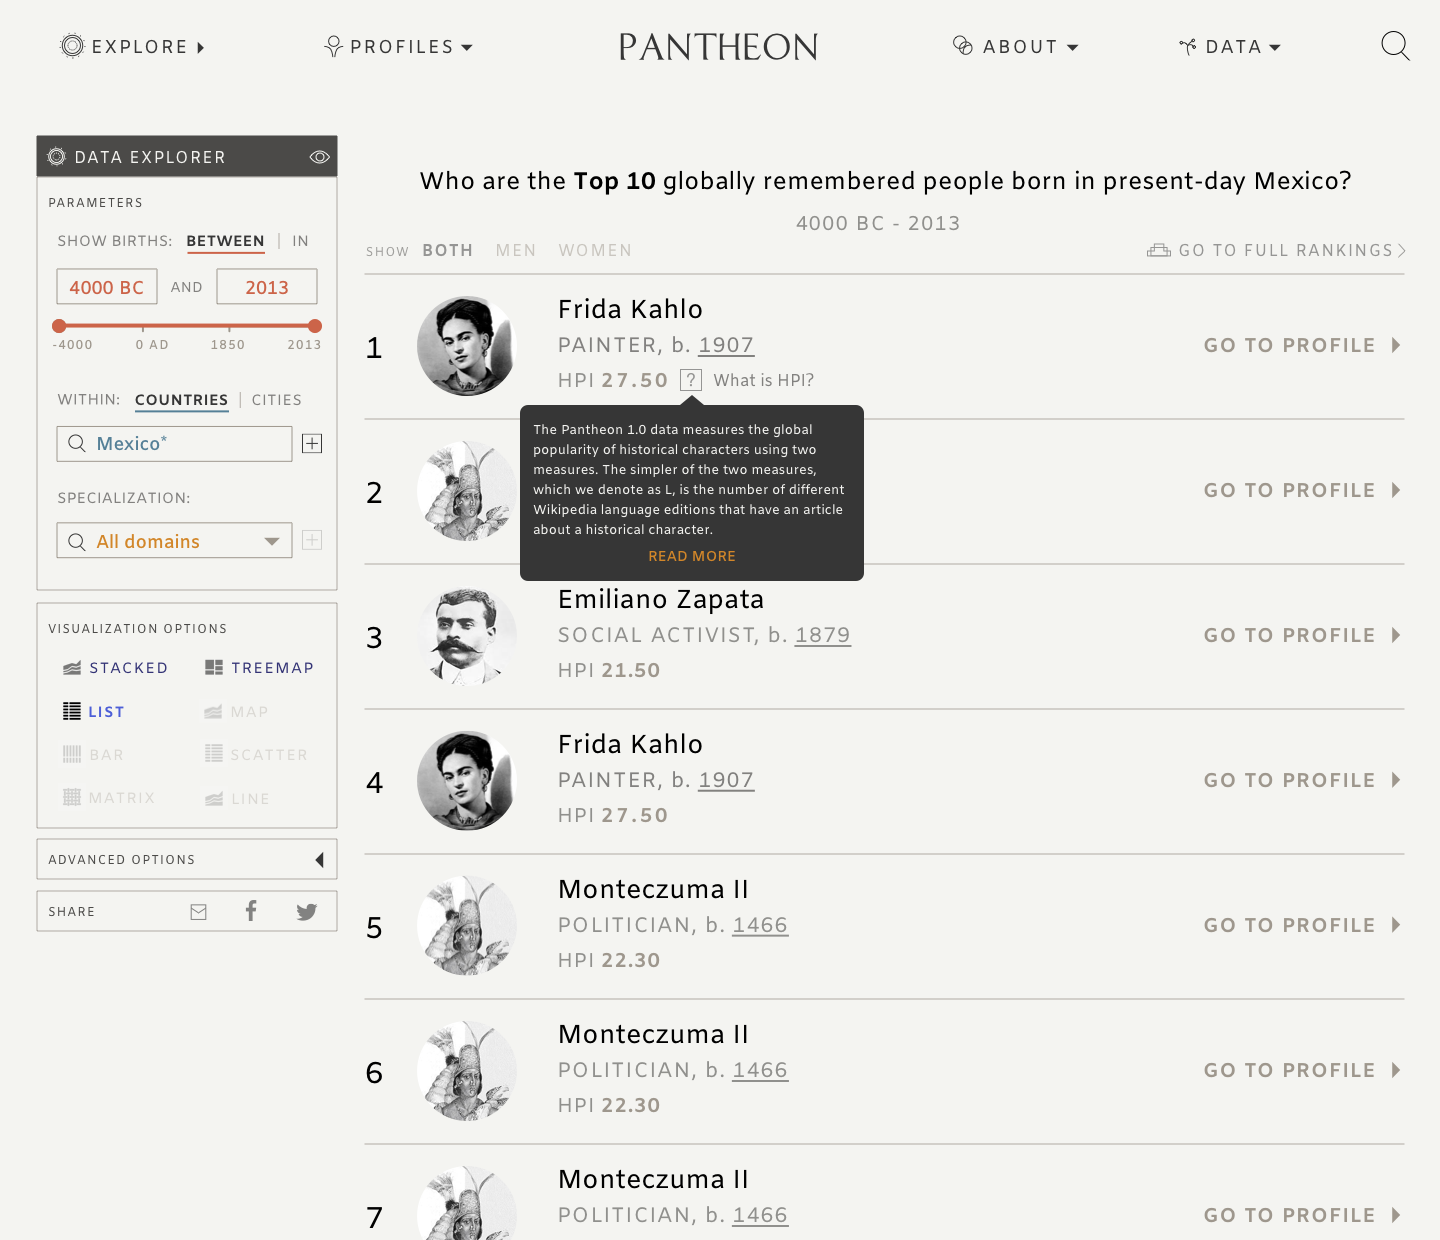 EXPLORE
PROFILES
PANTHEON
ABOUT
DATA
DATA EXPLORER
PARAMETERS
SHOW BIRTHS: BETWEEN | IN
4000 BC AND 2013
-4000 0 AD 1850 2013
WITHIN: COUNTRIES | CITIES
Mexico*
SPECIALIZATION:
All domains
VISUALIZATION OPTIONS
STACKED TREEMAP
LIST MAP
BAR SCATTER
MATRIX LINE
ADVANCED OPTIONS
SHARE
Who are the Top 10 globally remembered people born in present-day Mexico?
4000 BC - 2013
SHOW BOTH MEN WOMEN
GO TO FULL RANKINGS
1
Frida Kahlo
PAINTER, b. 1907
HPI 27.50 ? What is HPI?
GO TO PROFILE
The Pantheon 1.0 data measures the global
popularity of historical characters using two
measures. The simpler of the two measures,
which we denote as L, is the number of different
Wikipedia language editions that have an article
about a historical character.
READ MORE
2
GO TO PROFILE
3
Emiliano Zapata
SOCIAL ACTIVIST, b. 1879
HPI 21.50
GO TO PROFILE
4
Frida Kahlo
PAINTER, b. 1907
HPI 27.50
GO TO PROFILE
5
Monteczuma II
POLITICIAN, b. 1466
HPI 22.30
GO TO PROFILE
6
Monteczuma II
POLITICIAN, b. 1466
HPI 22.30
GO TO PROFILE
7
Monteczuma II
POLITICIAN, b. 1466
GO TO PROFILE